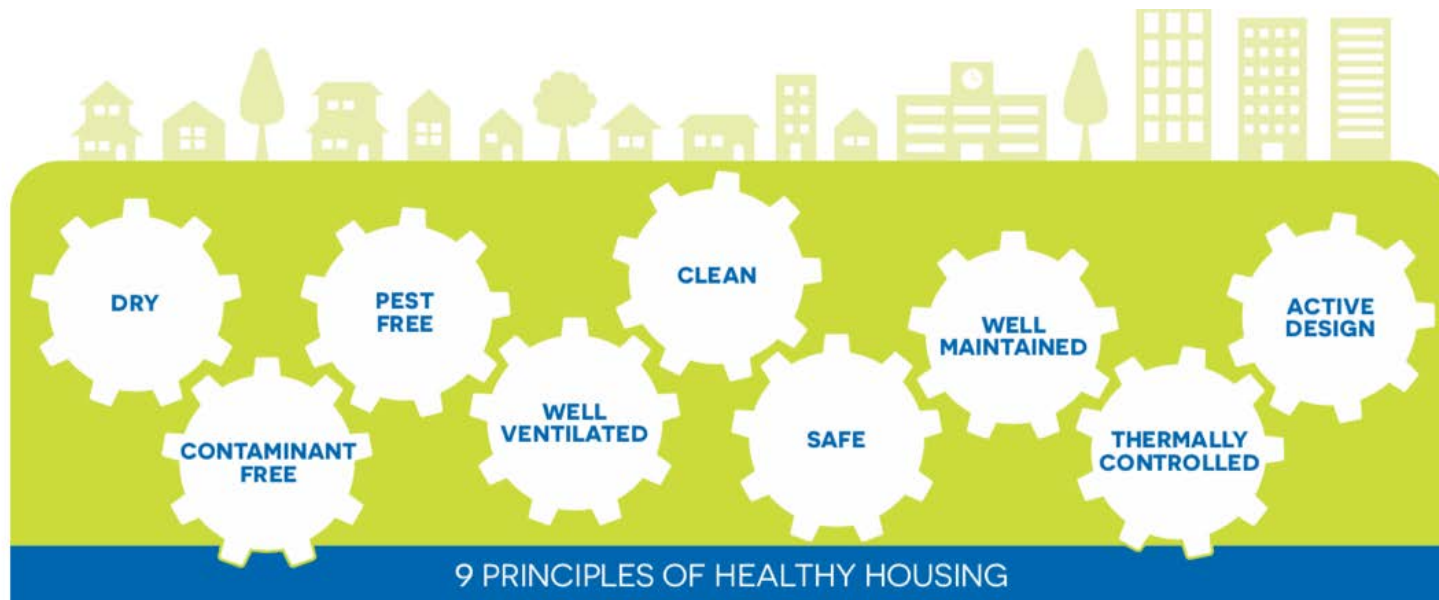 DRY
CONTAMINANT
FREE
PEST
FREE
WELL
VENTILATED
CLEAN
SAFE
WELL
MAINTAINED
THERMALLY
CONTROLLED
ACTIVE
DESIGN
9 PRINCIPLES OF HEALTHY HOUSING